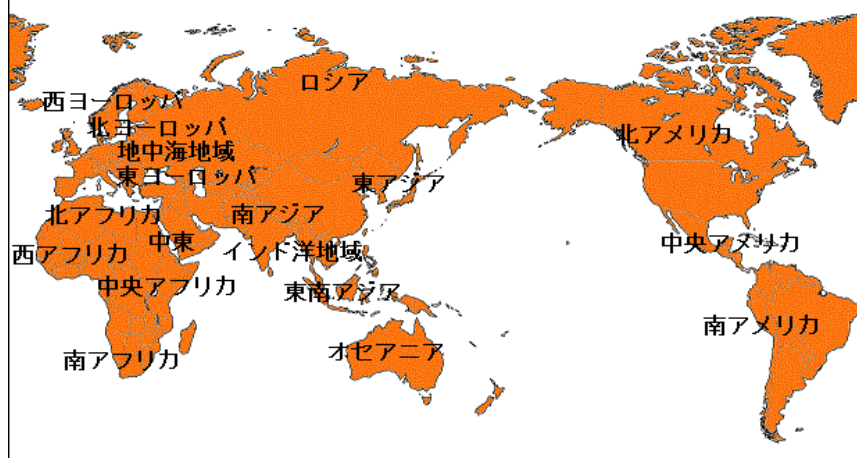 ロシア
西ヨーロッパ
北ヨーロッパ
北アメリカ
地中海地域
東ヨーロッパ
東アジア
北アフリカ
南アジア
中東
中央アメリカ
西アフリカ
インド洋地域
中央アフリカ
東南アジア
南アメリカ
オセアニア
南アフリカ